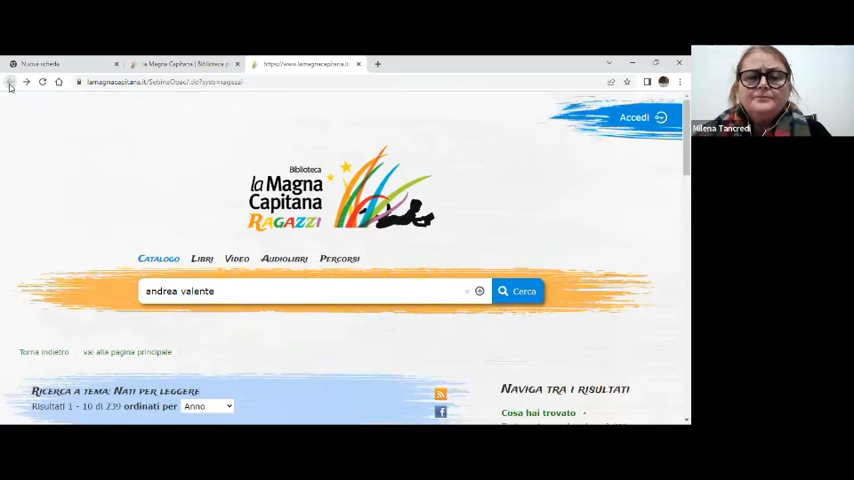 Nuova scheda
la Magna Capitana | Biblioteca p
https://www.lamagnacapitana.it
lamagnacapitana.it/SebinaOpac/.do?sysb=ragazzi
Accedi
Biblioteca
la Magna
Capitana
RAGAZZI
CATALOGO LIBRI VIDEO AUDIOLIBRI PERCORSI
andrea valente
Cerca
Torna indietro vai alla pagina principale
RICERCA A TEMA: NATI PER LEGGERE
Risultati 1 - 10 di 239 ordinati per Anno
NAVIGA TRA I RISULTATI
Cosa hai trovato
Milena Tancredi